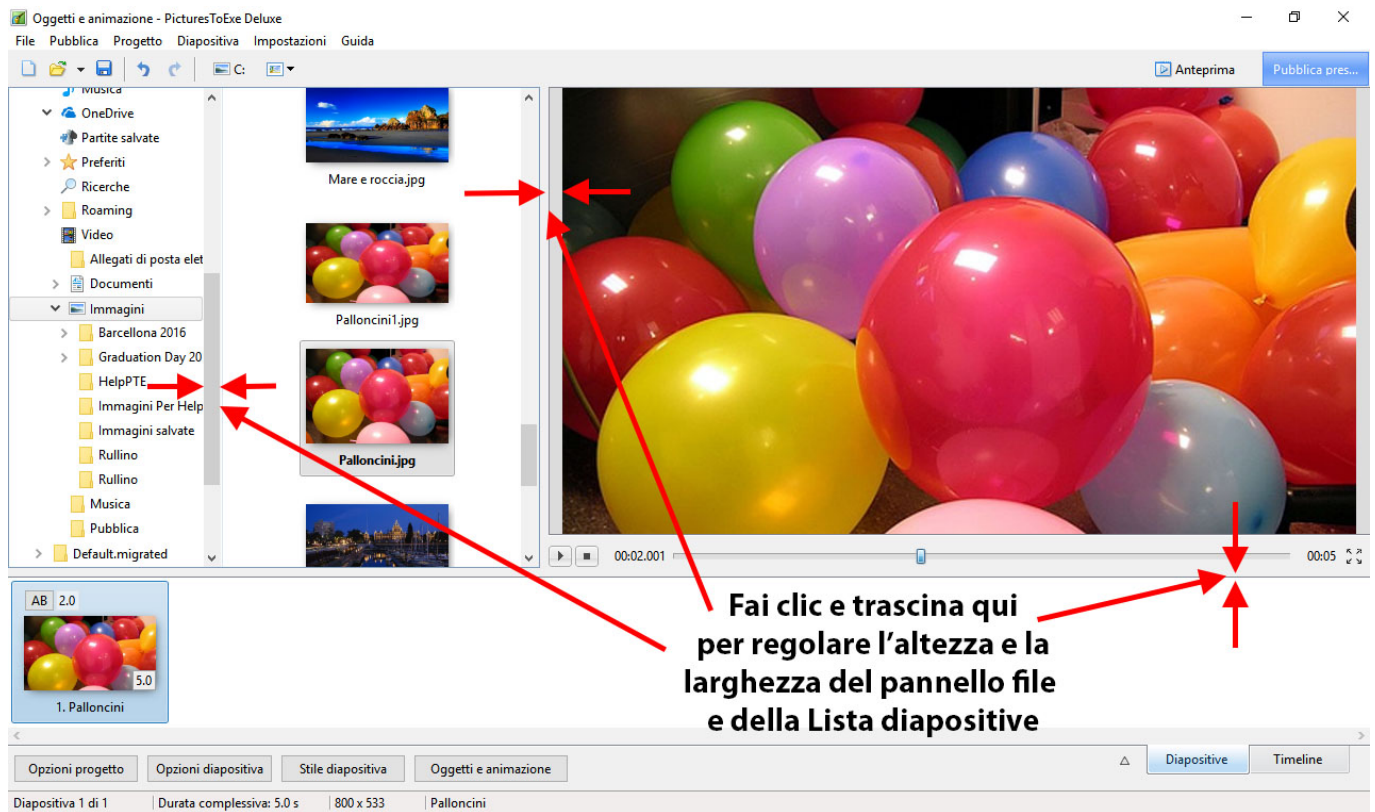 Oggetti e animazione - PicturesToExe Deluxe
File Pubblica Progetto Diapositiva Impostazioni Guida
C:
Anteprima
Pubblica pres...
Musica
OneDrive
Partite salvate
Preferiti
Ricerche
Roaming
Video
Allegati di posta elet
Documenti
Immagini
Barcellona 2016
Graduation Day 20
HelpPTE
Immagini Per Help
Immagini salvate
Rullino
Rullino
Musica
Pubblica
Default.migrated
Mare e roccia.jpg
Palloncini1.jpg
Palloncini.jpg
00:02.001
00:05
AB 2.0
5.0
1. Palloncini
Fai clic e trascina qui
per regolare l'altezza e la
larghezza del pannello file
e della Lista diapositive
Opzioni progetto
Opzioni diapositiva
Stile diapositiva
Oggetti e animazione
Diapositive
Timeline
Diapositiva 1 di 1
Durata complessiva: 5.0 s
800 x 533
Palloncini